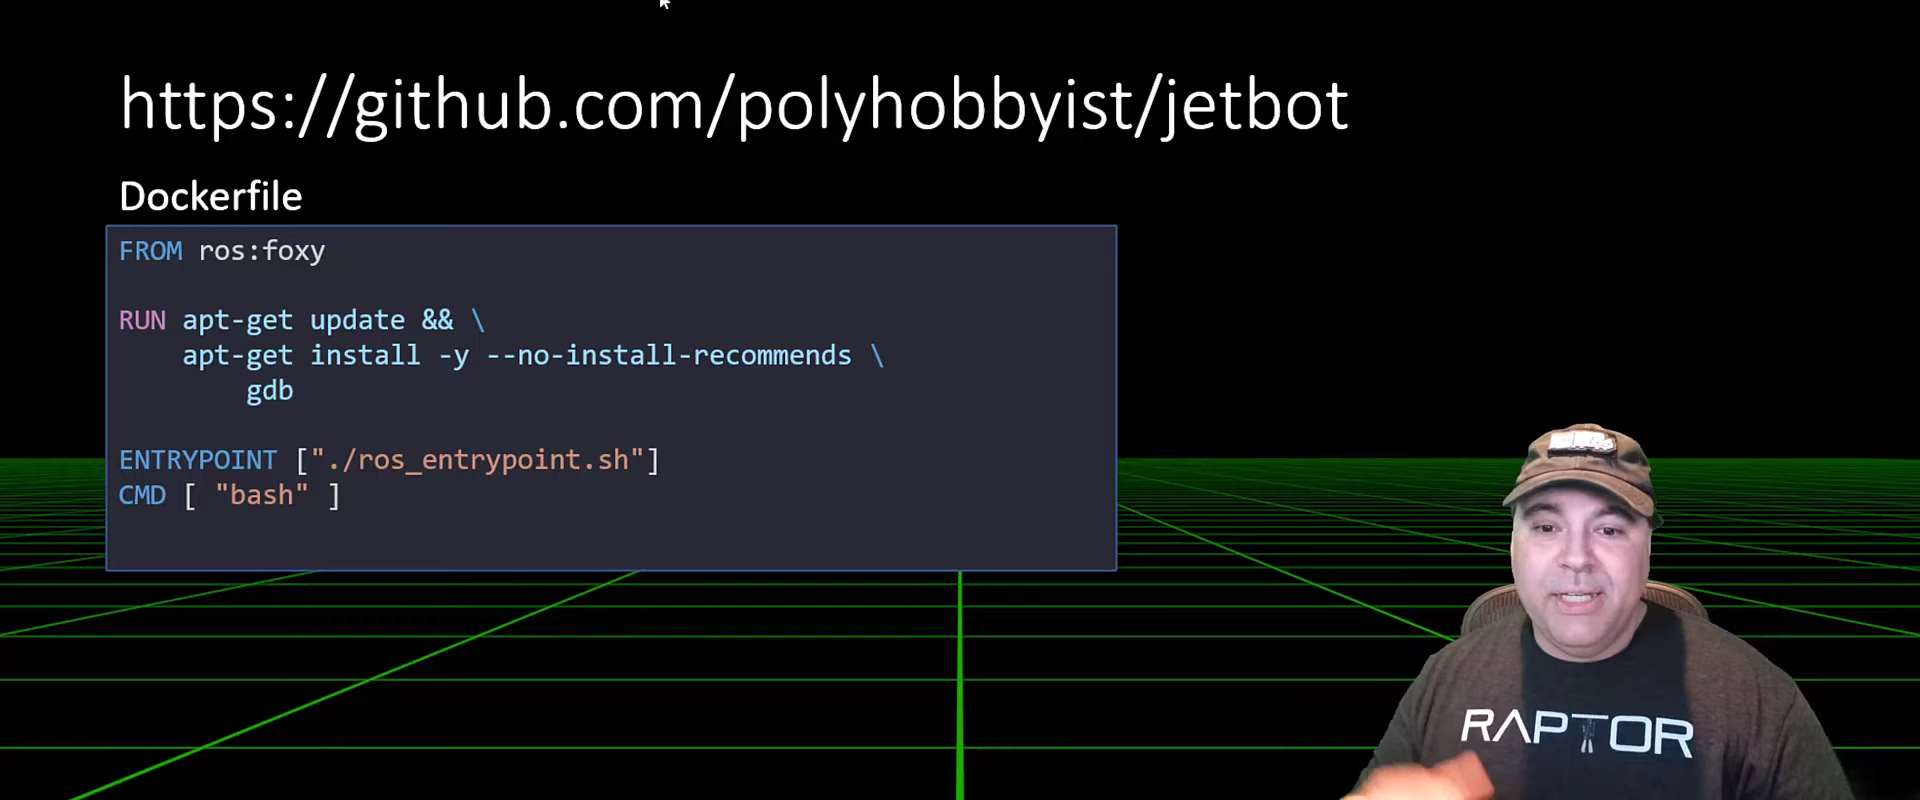 https://github.com/polyhobbyist/jetbot
Dockerfile
FROM ros:foxy
RUN apt-get update && \
apt-get install -y --no-install-recommends \
gdb
ENTRYPOINT ["./ros_entrypoint.sh"]
CMD [ "bash" ]
RAPTOR